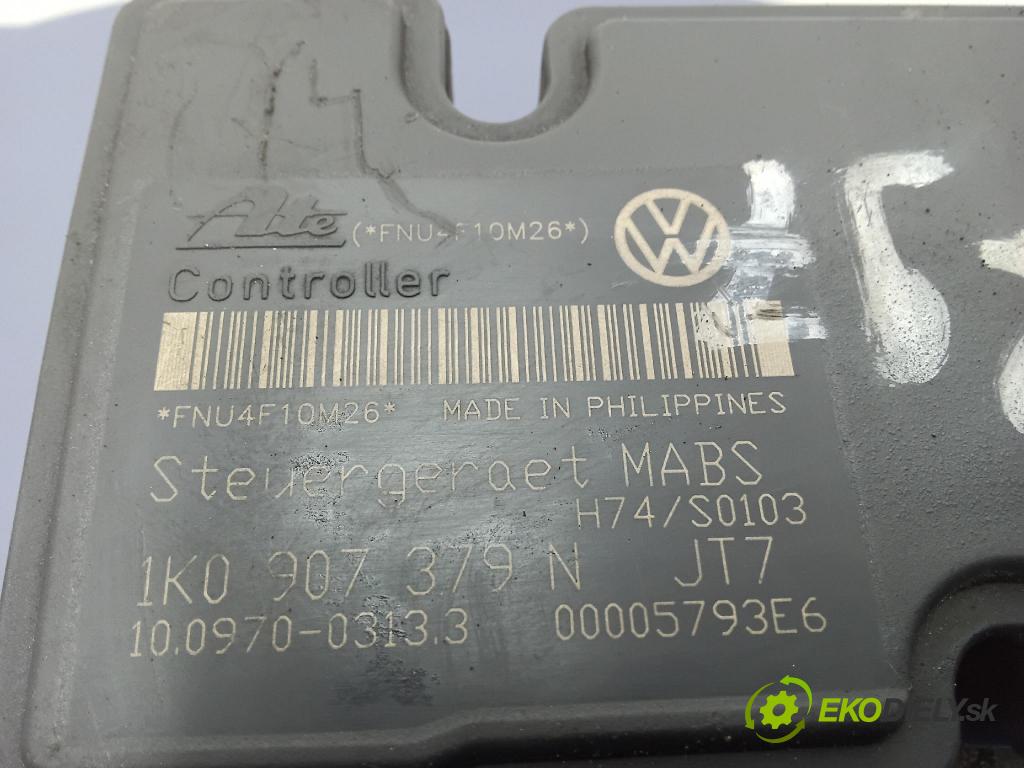 Ate (*FNU4F10M26*)
VW
Controller
*FNU4F10M26* MADE IN PHILIPPINES
Steuergeraet MABS
H74/S0103
1K0 907 379 N JT7
10.0970-0313.3 00005793E6
EKODIELY.sk